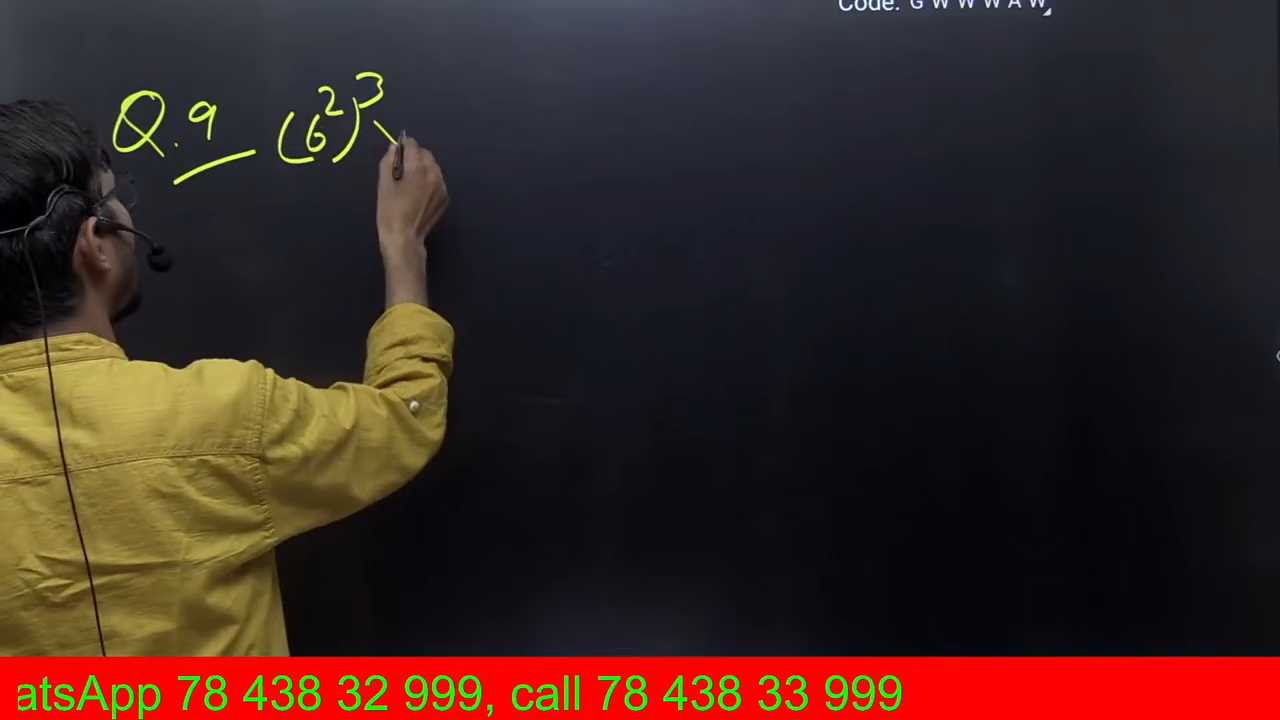 Code: G W W W A W
Q.9 (6²)³
atsApp 78 438 32 999, call 78 438 33 999